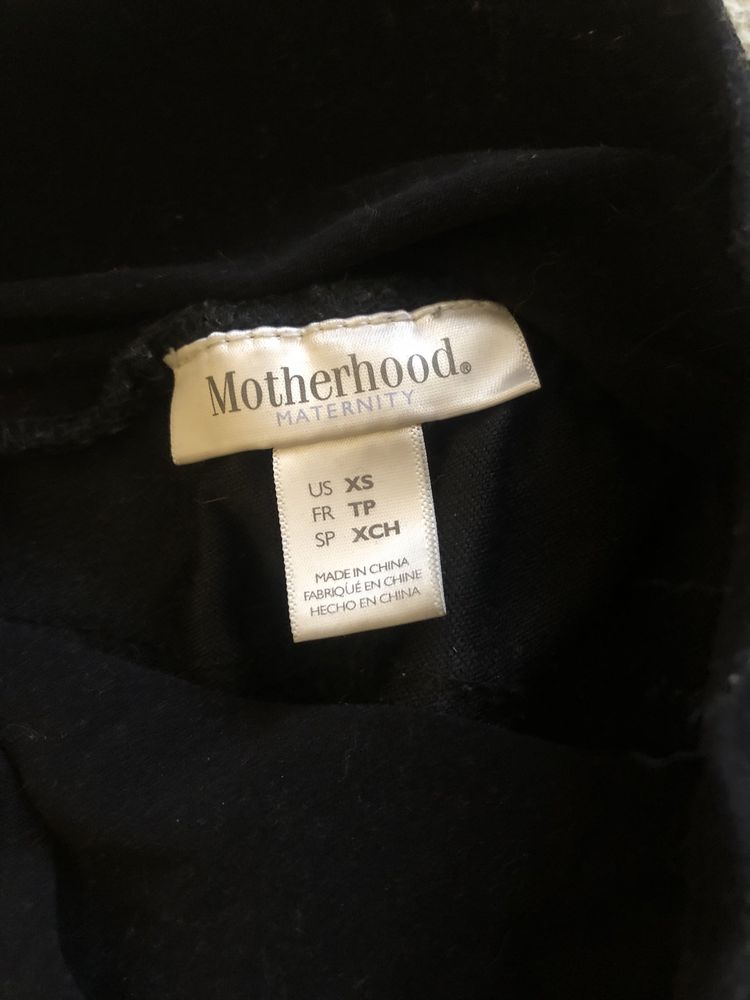 Motherhood®
MATERNITY
US XS
FR TP
SP XCH
MADE IN CHINA
FABRIQUÉ EN CHINE
HECHO EN CHINA